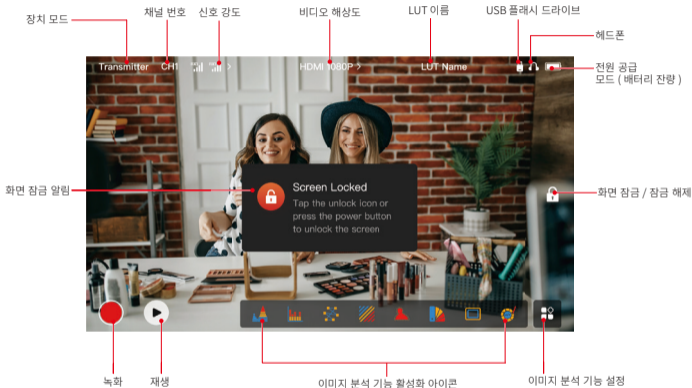 장치 모드
채널 번호
신호 강도
비디오 해상도
LUT 이름
USB 플래시 드라이브
헤드폰
전원 공급
모드 ( 배터리 잔량 )
Transmitter
CH1
HDMI 1080P
LUT Name
화면 잠금 알림
Screen Locked
Tap the unlock icon or
press the power button
to unlock the screen
화면 잠금 / 잠금 해제
녹화
재생
이미지 분석 기능 활성화 아이콘
이미지 분석 기능 설정